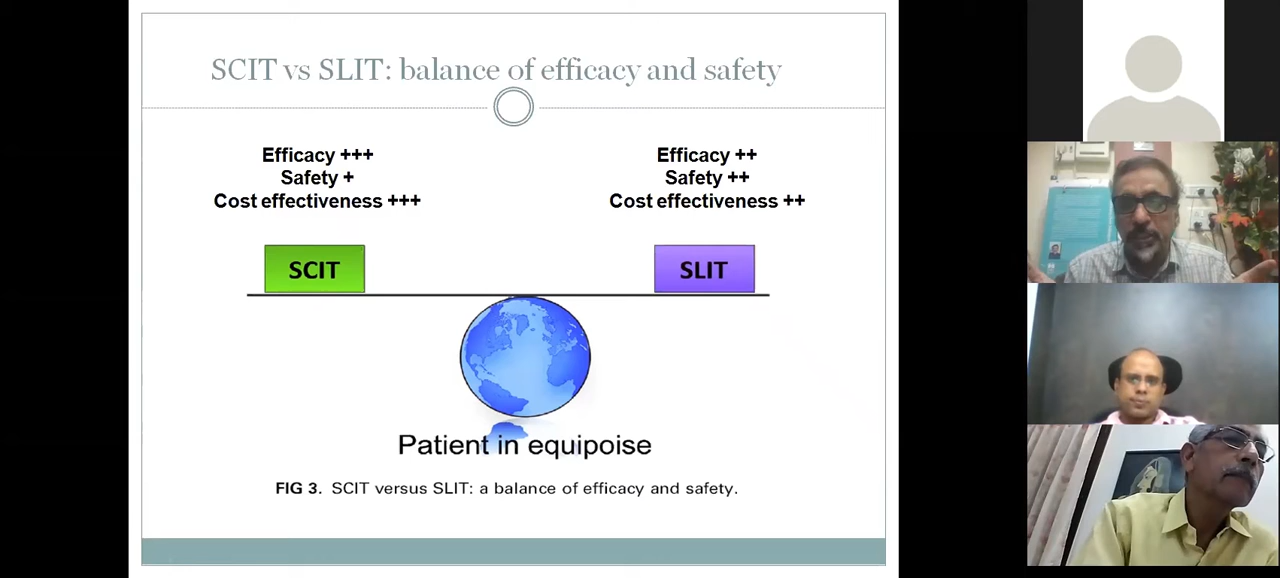 SCIT vs SLIT: balance of efficacy and safety
Efficacy +++
Safety +
Cost effectiveness +++
Efficacy ++
Safety ++
Cost effectiveness ++
SCIT
SLIT
Patient in equipoise
FIG 3. SCIT versus SLIT: a balance of efficacy and safety.